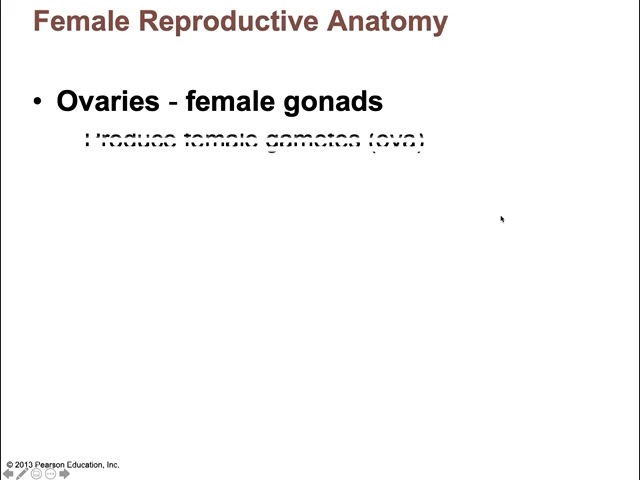 Female Reproductive Anatomy
• Ovaries - female gonads
Produce female gametes (ova)
© 2013 Pearson Education, Inc.